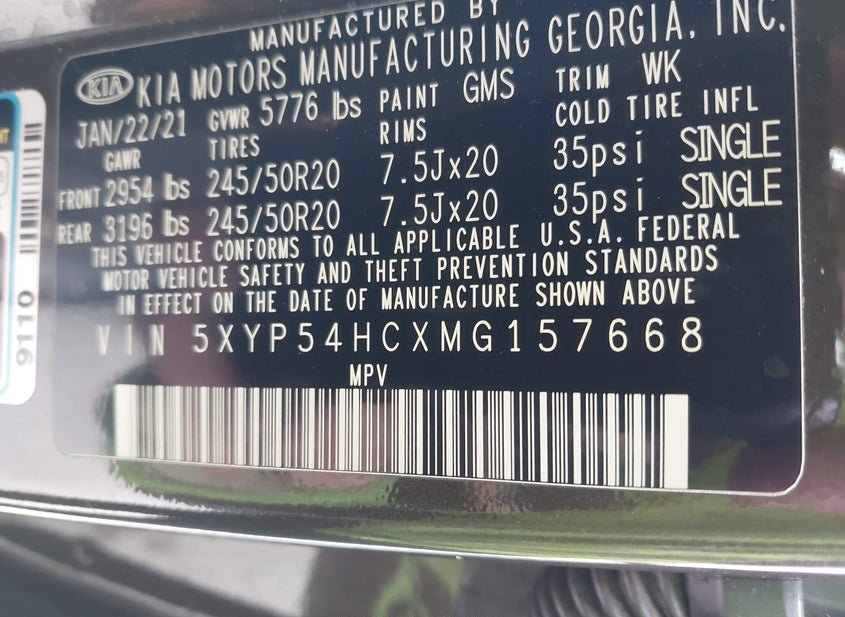 MANUFACTURED BY
KIA KIA MOTORS MANUFACTURING GEORGIA, INC.
JAN/22/21 GVWR 5776 lbs PAINT GMS TRIM WK
GAWR TIRES RIMS COLD TIRE INFL
FRONT 2954 lbs 245/50R20 7.5Jx20 35psi SINGLE
REAR 3196 lbs 245/50R20 7.5Jx20 35psi SINGLE
THIS VEHICLE CONFORMS TO ALL APPLICABLE U.S.A. FEDERAL
MOTOR VEHICLE SAFETY AND THEFT PREVENTION STANDARDS
IN EFFECT ON THE DATE OF MANUFACTURE SHOWN ABOVE
VIN 5XYP54HCXMG157668
MPV
9110